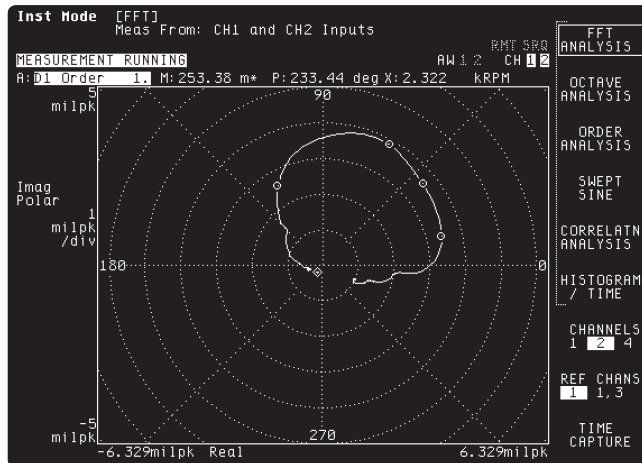 Inst Mode [FFT]
Meas From: CH1 and CH2 Inputs
RMT SRQ
MEASUREMENT RUNNING
AW 1 2 CH 1 2
A: D1 Order 1. M:253.38 m* P:233.44 deg X:2.322 kRPM
5
milpk
Imag
Polar
1
milpk
/div
-5
milpk
90
180
0
270
-6.329milpk Real 6.329milpk
FFT
ANALYSIS
OCTAVE
ANALYSIS
ORDER
ANALYSIS
SWEPT
SINE
CORRELATN
ANALYSIS
HISTOGRAM
/ TIME
CHANNELS
1 2 4
REF CHANS
1 1,3
TIME
CAPTURE